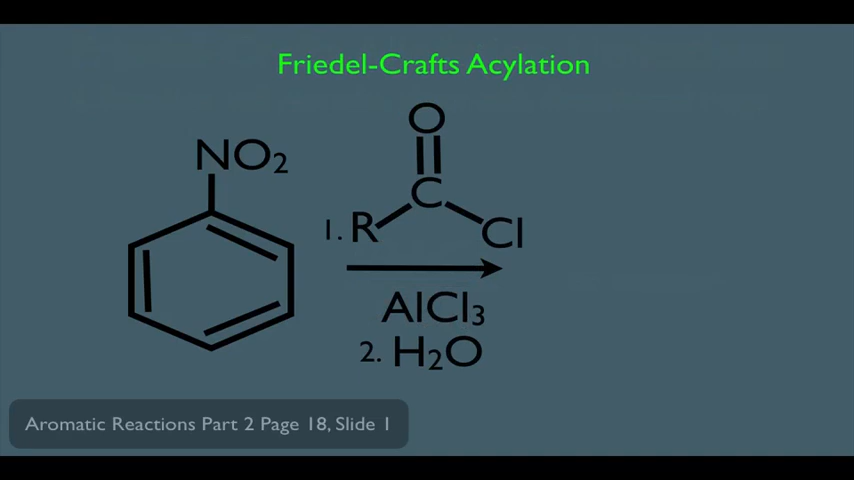 Friedel-Crafts Acylation
O
NO₂
C
1. R
Cl
AlCl₃
2. H₂O
Aromatic Reactions Part 2 Page 18, Slide 1